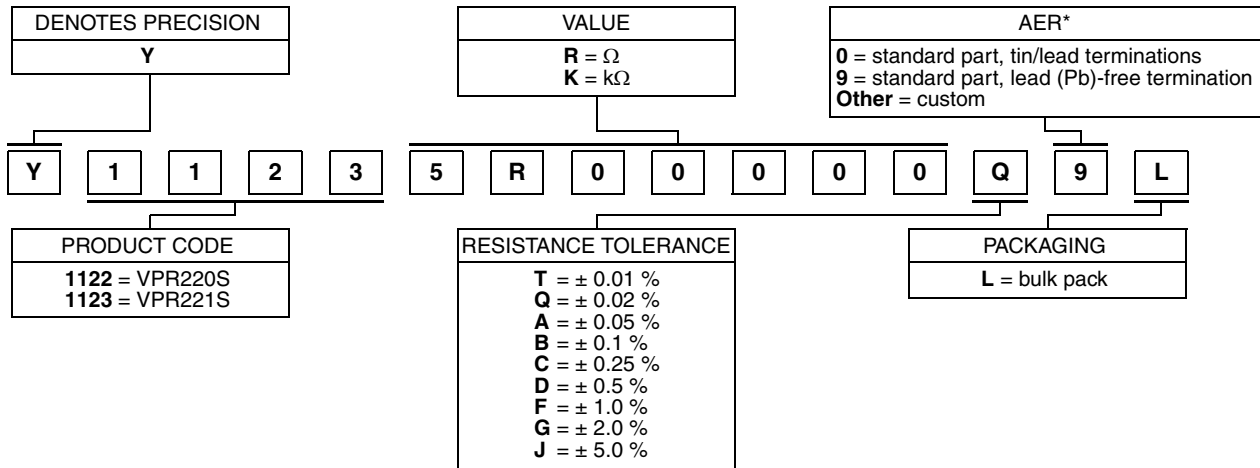 DENOTES PRECISION
Y
VALUE
R = Ω
K = kΩ
AER*
0 = standard part, tin/lead terminations
9 = standard part, lead (Pb)-free termination
Other = custom
Y 1 1 2 3 5 R 0 0 0 0 0 Q 9 L
PRODUCT CODE
1122 = VPR220S
1123 = VPR221S
RESISTANCE TOLERANCE
T = ± 0.01 %
Q = ± 0.02 %
A = ± 0.05 %
B = ± 0.1 %
C = ± 0.25 %
D = ± 0.5 %
F = ± 1.0 %
G = ± 2.0 %
J = ± 5.0 %
PACKAGING
L = bulk pack